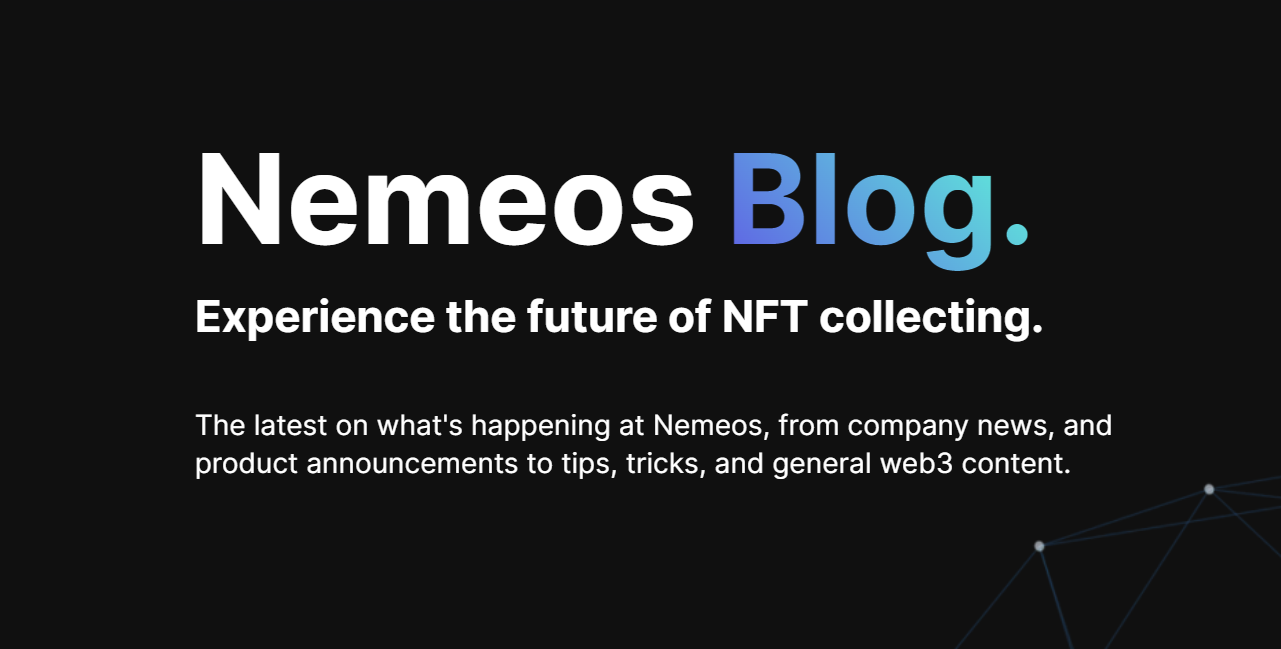 Nemeos Blog.
Experience the future of NFT collecting.
The latest on what's happening at Nemeos, from company news, and
product announcements to tips, tricks, and general web3 content.